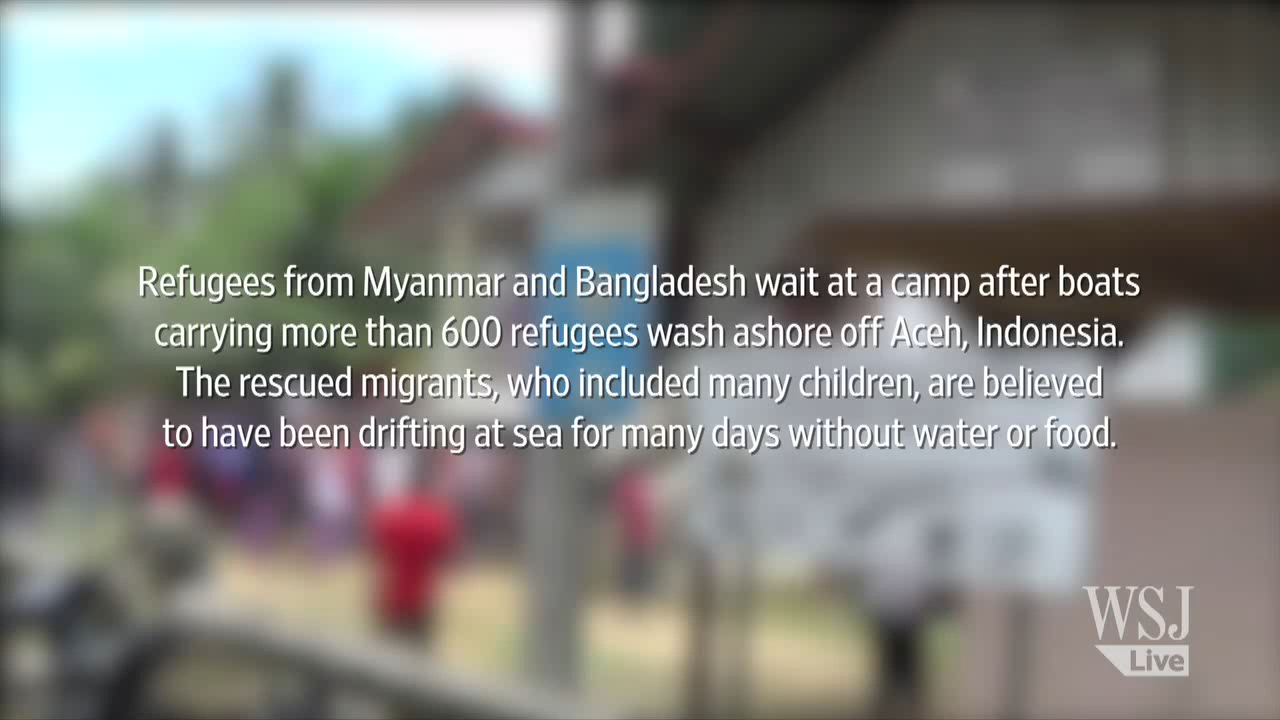 Refugees from Myanmar and Bangladesh wait at a camp after boats
carrying more than 600 refugees wash ashore off Aceh, Indonesia.
The rescued migrants, who included many children, are believed
to have been drifting at sea for many days without water or food.
WSJ
Live